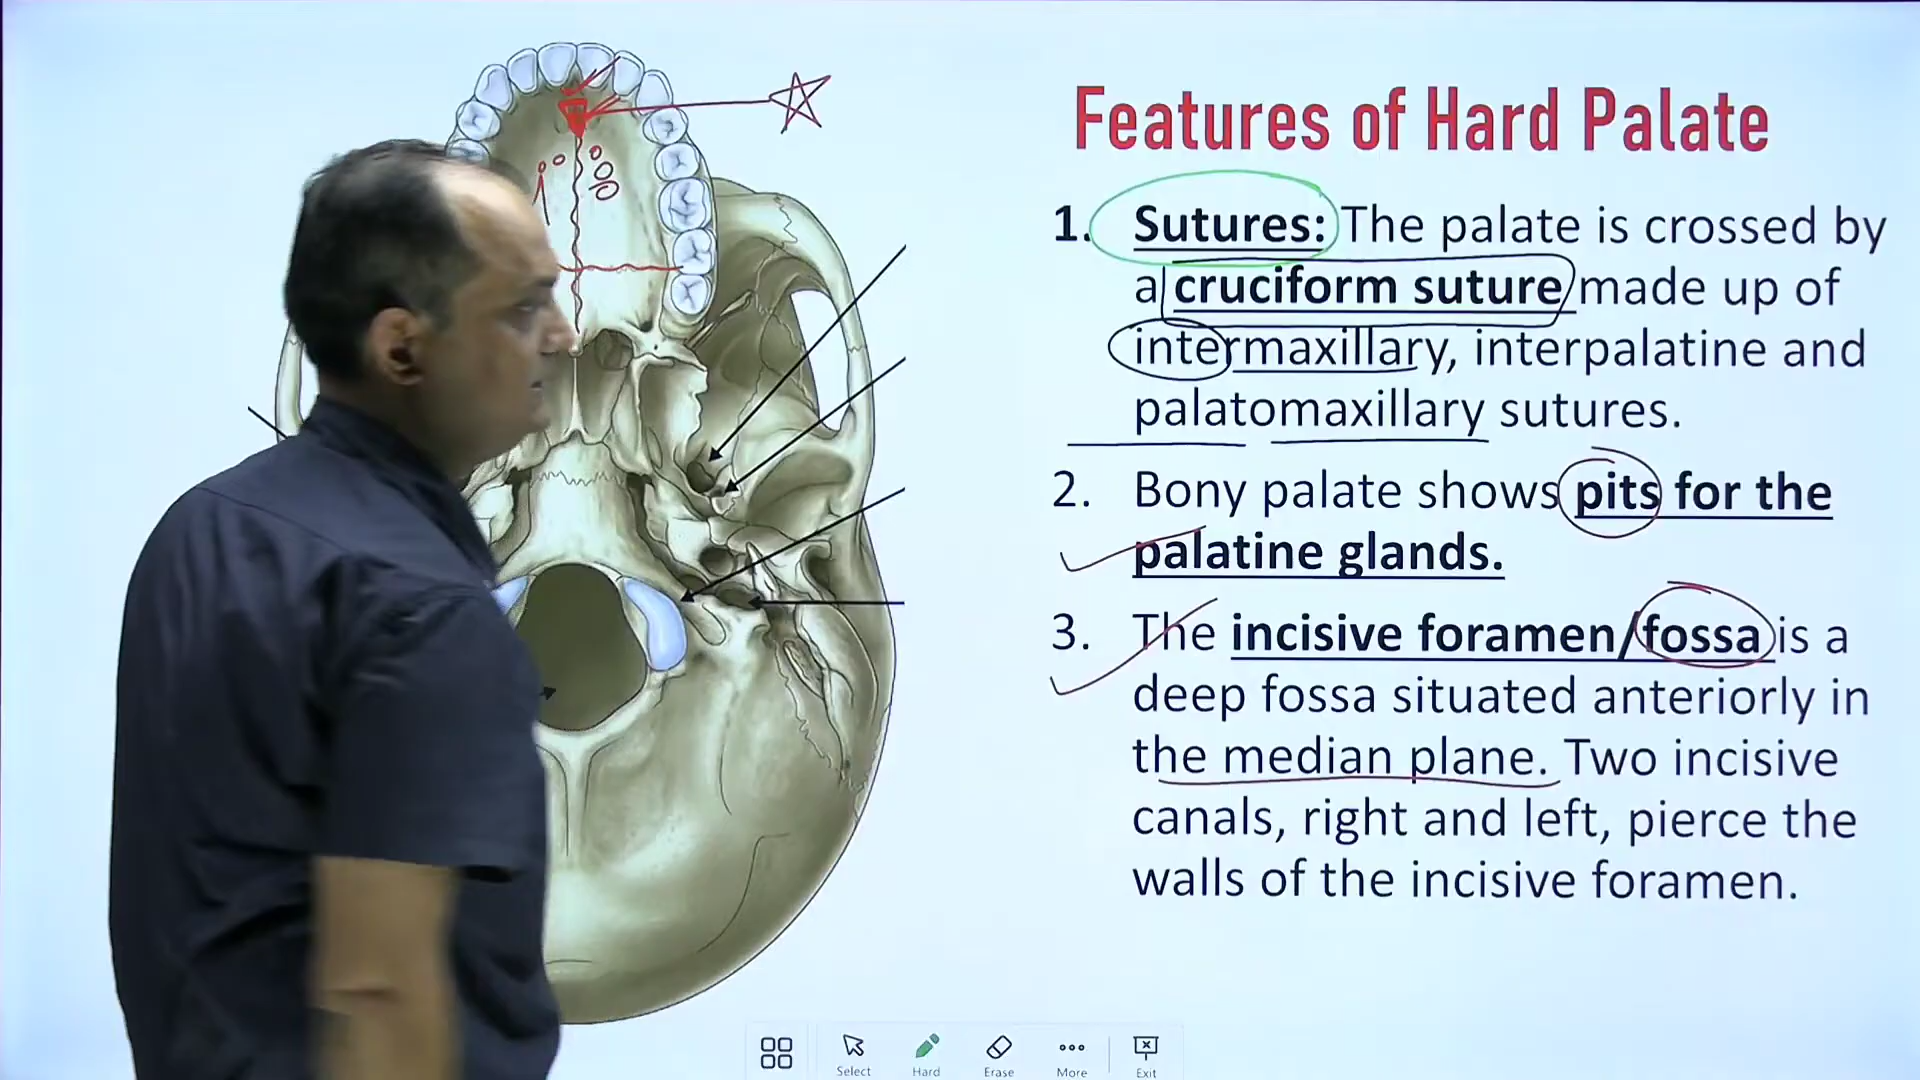 Features of Hard Palate
1. Sutures: The palate is crossed by
a cruciform suture made up of
intermaxillary, interpalatine and
palatomaxillary sutures.
2. Bony palate shows pits for the
palatine glands.
3. The incisive foramen/fossa is a
deep fossa situated anteriorly in
the median plane. Two incisive
canals, right and left, pierce the
walls of the incisive foramen.
Select Hard Erase More Exit